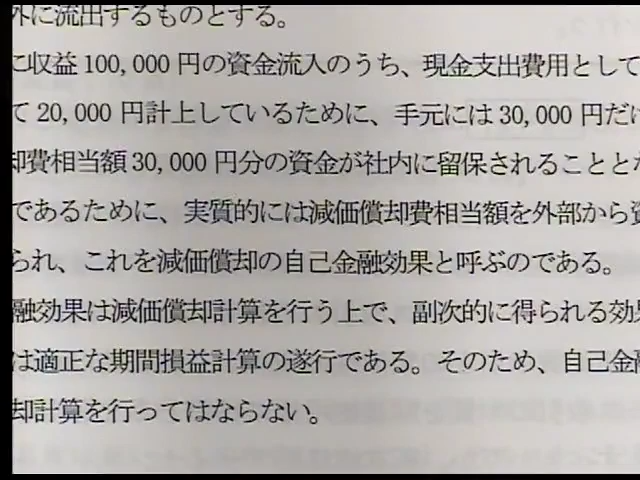 外に流出するものとする。
に収益 100,000 円の資金流入のうち、現金支出費用として
て 20,000 円計上しているために、手元には 30,000 円だけ
却費相当額 30,000 円分の資金が社内に留保されることとな
であるために、実質的には減価償却費相当額を外部から資
られ、これを減価償却の自己金融効果と呼ぶのである。
融効果は減価償却計算を行う上で、副次的に得られる効果
は適正な期間損益計算の遂行である。そのため、自己金融
却計算を行ってはならない。